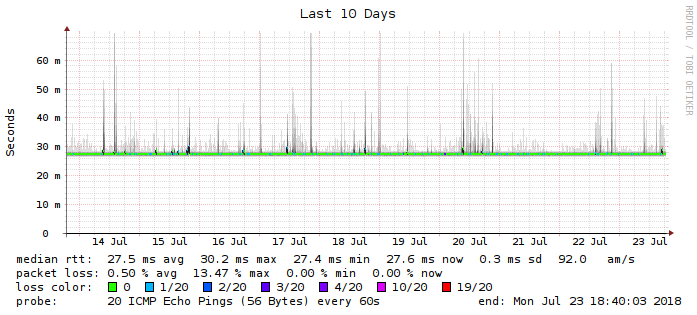 Last 10 Days
RRDTOOL / TOBI OETIKER
Seconds
60 m
50 m
40 m
30 m
20 m
10 m
0
14 Jul 15 Jul 16 Jul 17 Jul 18 Jul 19 Jul 20 Jul 21 Jul 22 Jul 23 Jul
median rtt: 27.5 ms avg 30.2 ms max 27.4 ms min 27.6 ms now 0.3 ms sd 92.0 am/s
packet loss: 0.50 % avg 13.47 % max 0.00 % min 0.00 % now
loss color: 0 1/20 2/20 3/20 4/20 10/20 19/20
probe: 20 ICMP Echo Pings (56 Bytes) every 60s end: Mon Jul 23 18:40:03 2018